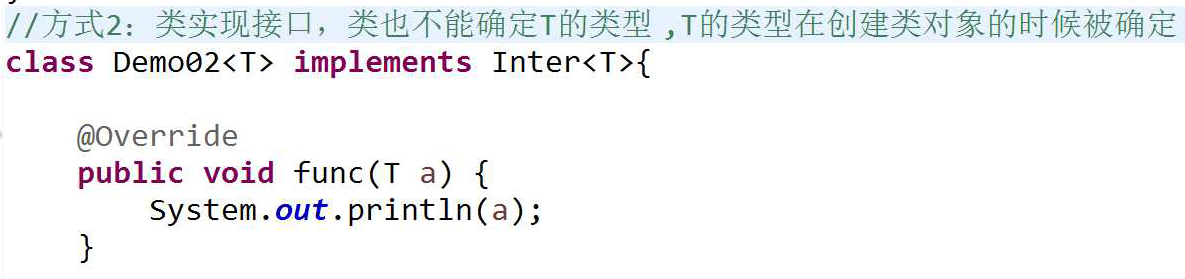 //方式2：类实现接口，类也不能确定T的类型 ,T的类型在创建类对象的时候被确定
class Demo02<T> implements Inter<T>{
@Override
public void func(T a) {
System.out.println(a);
}